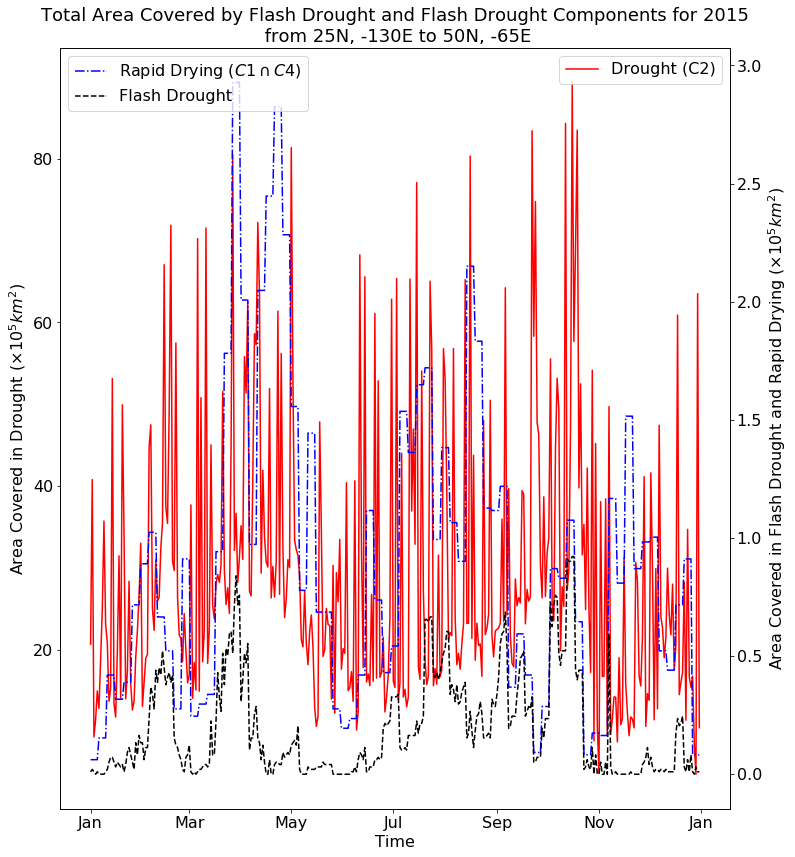 Total Area Covered by Flash Drought and Flash Drought Components for 2015
from 25N, -130E to 50N, -65E
Rapid Drying (C1 ∩ C4)
Flash Drought
Drought (C2)
80
60
40
20
3.0
2.5
2.0
1.5
1.0
0.5
0.0
Area Covered in Drought (×10⁵km²)
Area Covered in Flash Drought and Rapid Drying (×10⁵km²)
Jan Mar May Jul Sep Nov Jan
Time